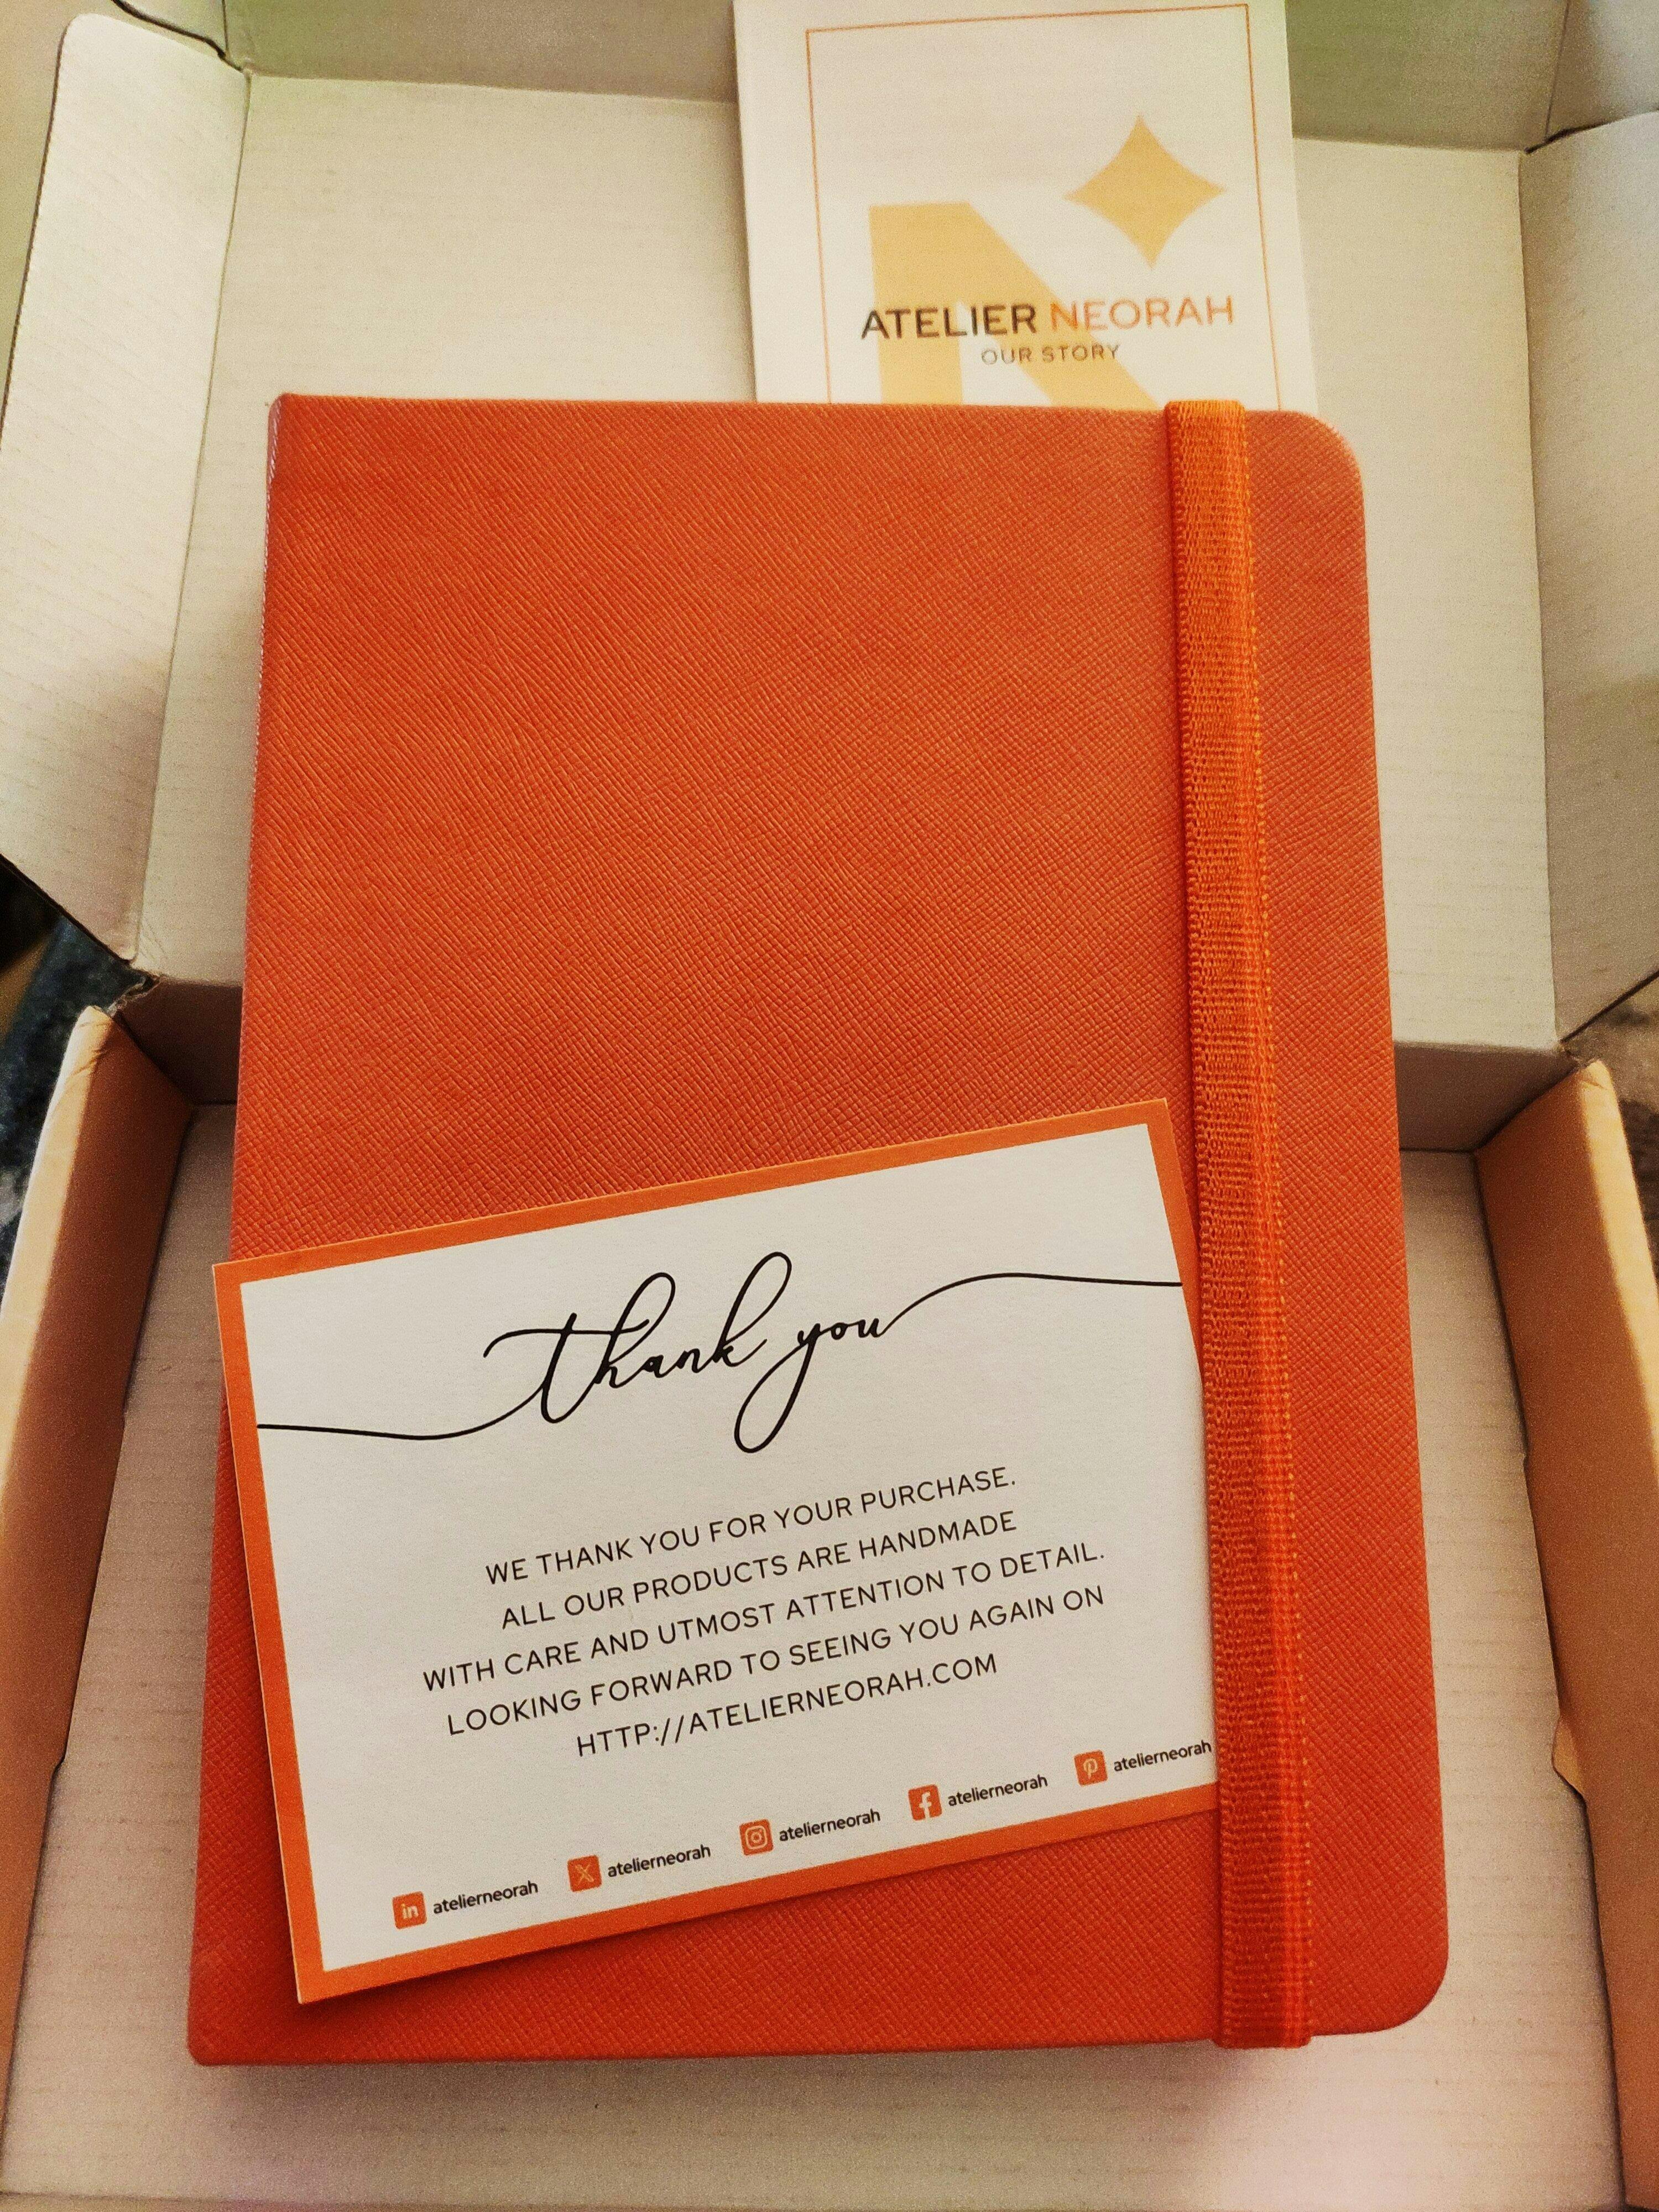 ATELIER NEORAH
OUR STORY
thank you
WE THANK YOU FOR YOUR PURCHASE.
ALL OUR PRODUCTS ARE HANDMADE
WITH CARE AND UTMOST ATTENTION TO DETAIL.
LOOKING FORWARD TO SEEING YOU AGAIN ON
HTTP://ATELIERNEORAH.COM
in atelierneorah X atelierneorah atelierneorah f atelierneorah P atelierneorah